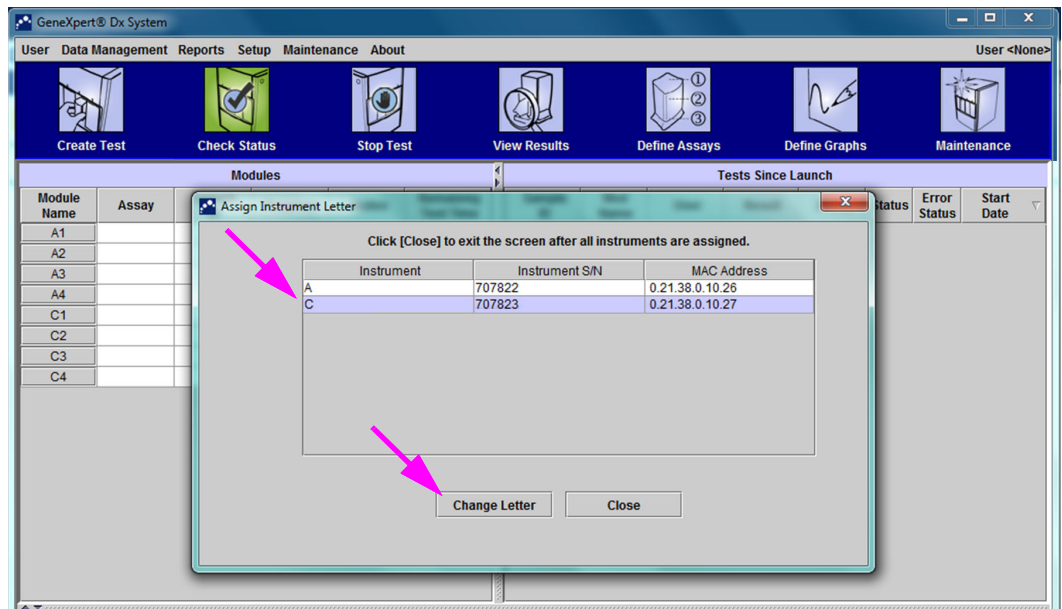 GeneXpert® Dx System
User Data Management Reports Setup Maintenance About User <None>
① ② ③
Create Test Check Status Stop Test View Results Define Assays Define Graphs Maintenance
Modules Tests Since Launch
Module Name Assay Status Error Status Start Date
Assign Instrument Letter
Click [Close] to exit the screen after all instruments are assigned.
Instrument Instrument S/N MAC Address
A 707822 0.21.38.0.10.26
C 707823 0.21.38.0.10.27
A1
A2
A3
A4
C1
C2
C3
C4
Change Letter Close